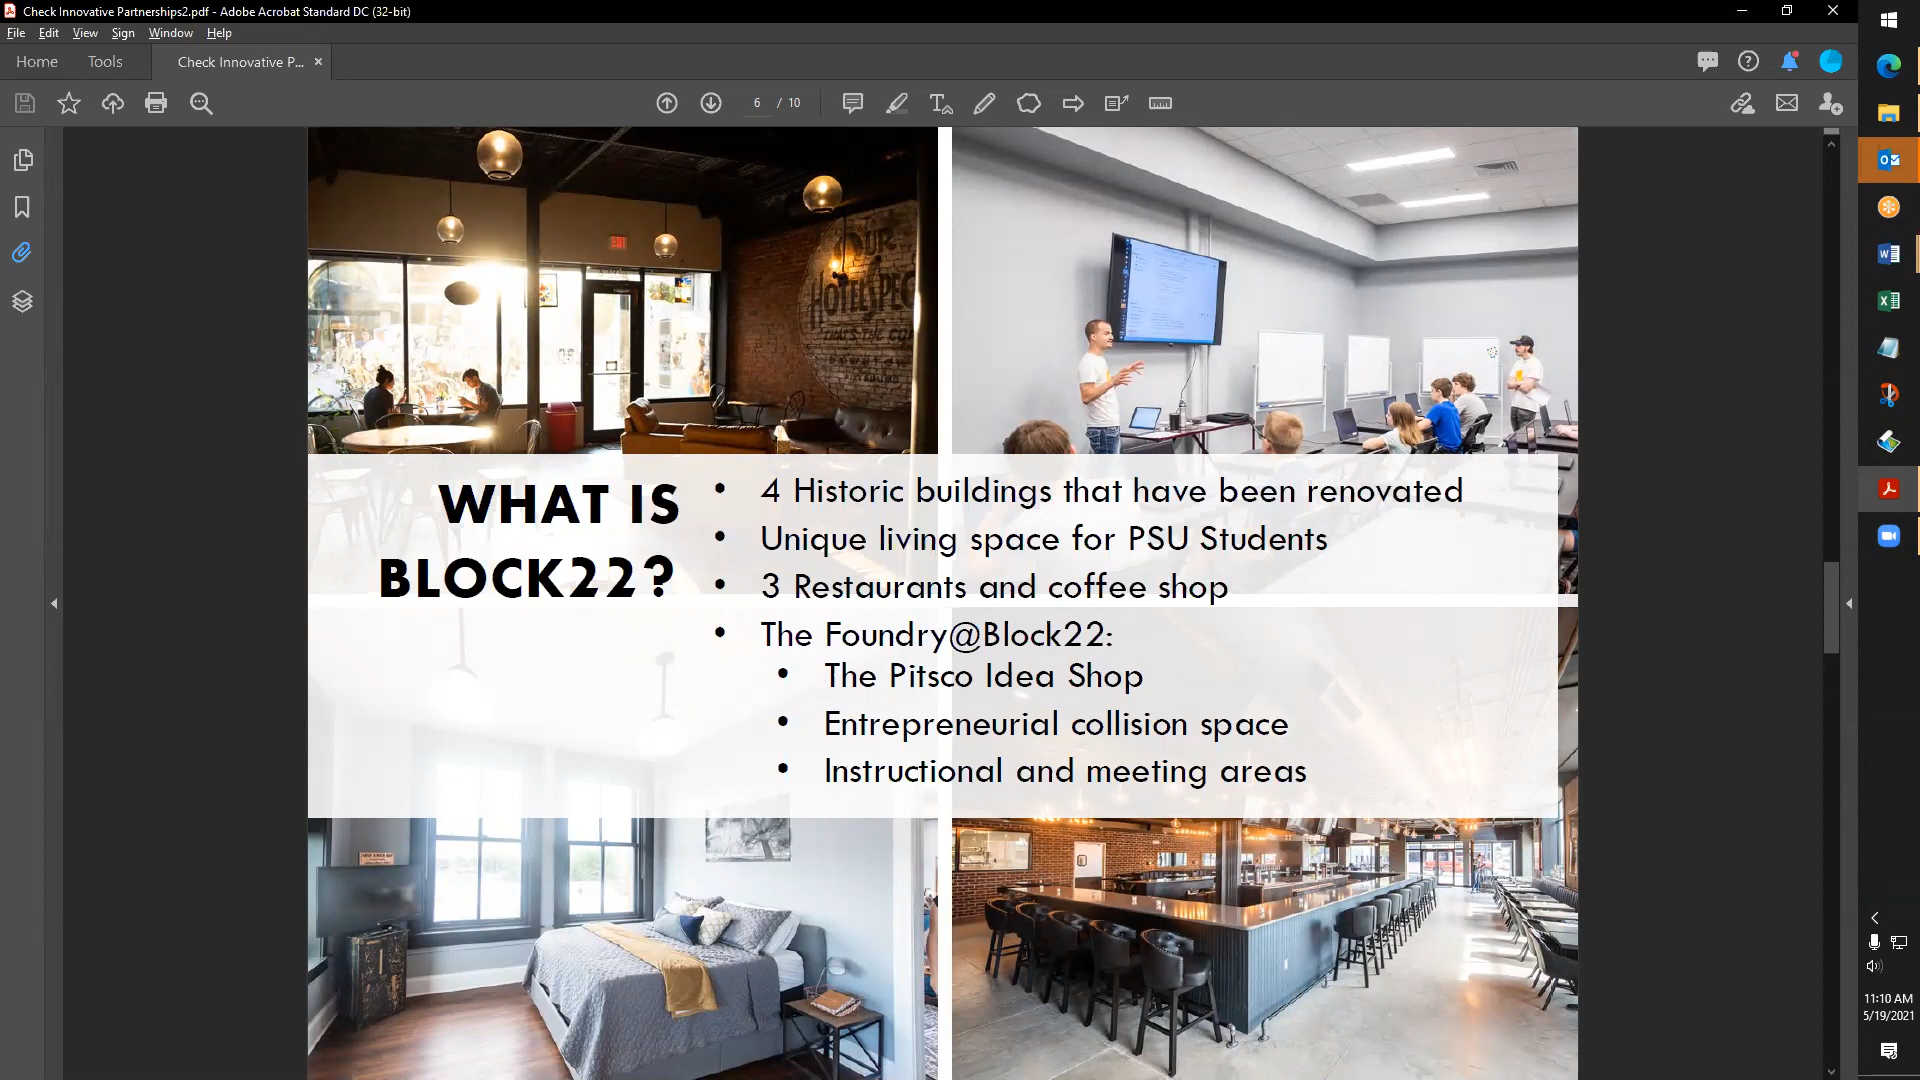 Check Innovative Partnerships2.pdf - Adobe Acrobat Standard DC (32-bit)
File Edit View Sign Window Help
Home Tools Check Innovative P... ×
6 / 10
EXIT
OUR
WHAT IS
BLOCK22?
• 4 Historic buildings that have been renovated
• Unique living space for PSU Students
• 3 Restaurants and coffee shop
• The Foundry@Block22:
• The Pitsco Idea Shop
• Entrepreneurial collision space
• Instructional and meeting areas
11:10 AM
5/19/2021